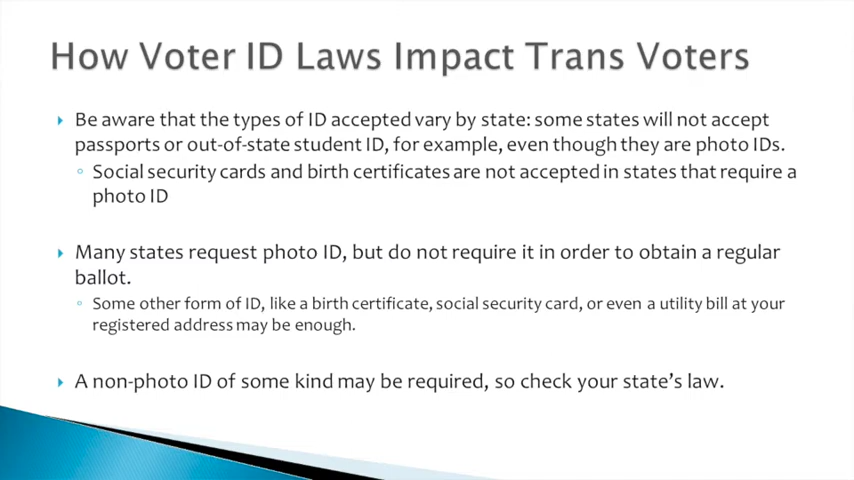 How Voter ID Laws Impact Trans Voters
Be aware that the types of ID accepted vary by state: some states will not accept
passports or out-of-state student ID, for example, even though they are photo IDs.
Social security cards and birth certificates are not accepted in states that require a
photo ID
Many states request photo ID, but do not require it in order to obtain a regular
ballot.
Some other form of ID, like a birth certificate, social security card, or even a utility bill at your
registered address may be enough.
A non-photo ID of some kind may be required, so check your state's law.